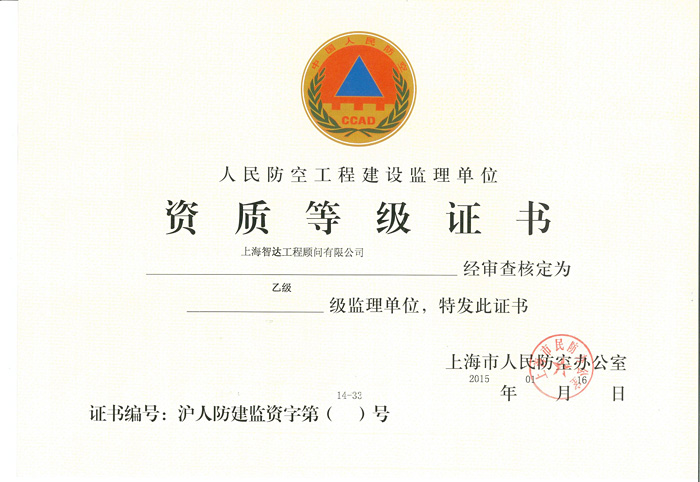 中国人民防空
CCAD
人民防空工程建设监理单位
资质等级证书
上海智达工程顾问有限公司
经审查核定为
乙级
级监理单位，特发此证书
上海市人民防空办公室
2015 16
年 月 日
14-32
证书编号：沪人防建监资字第（ ）号